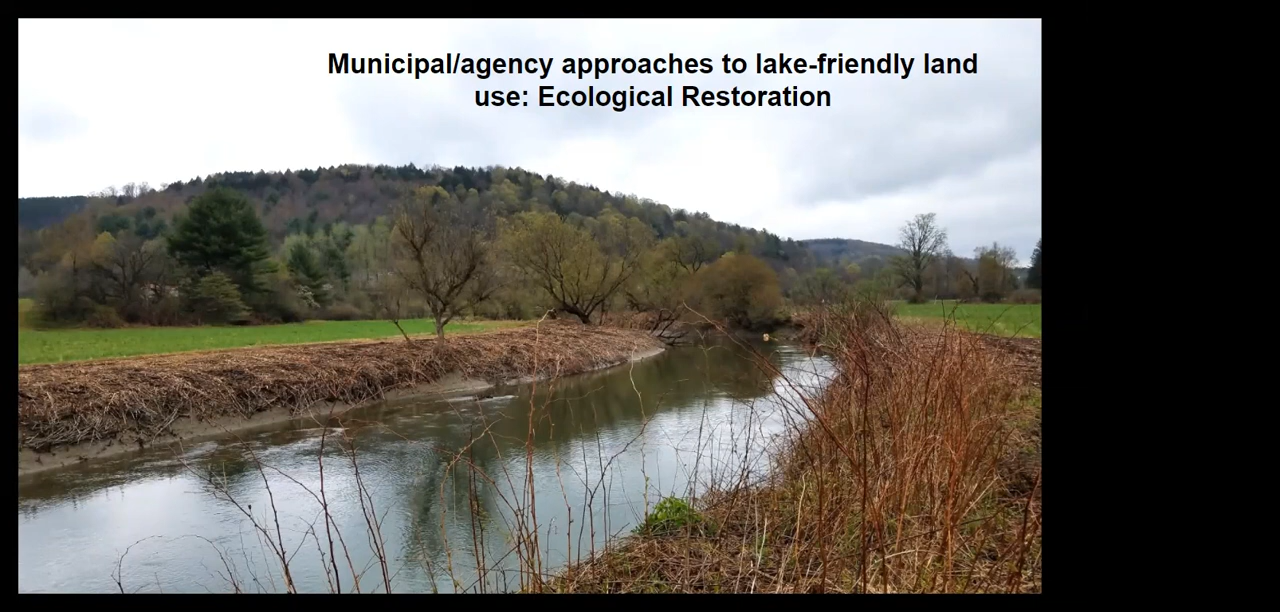 Municipal/agency approaches to lake-friendly land
use: Ecological Restoration